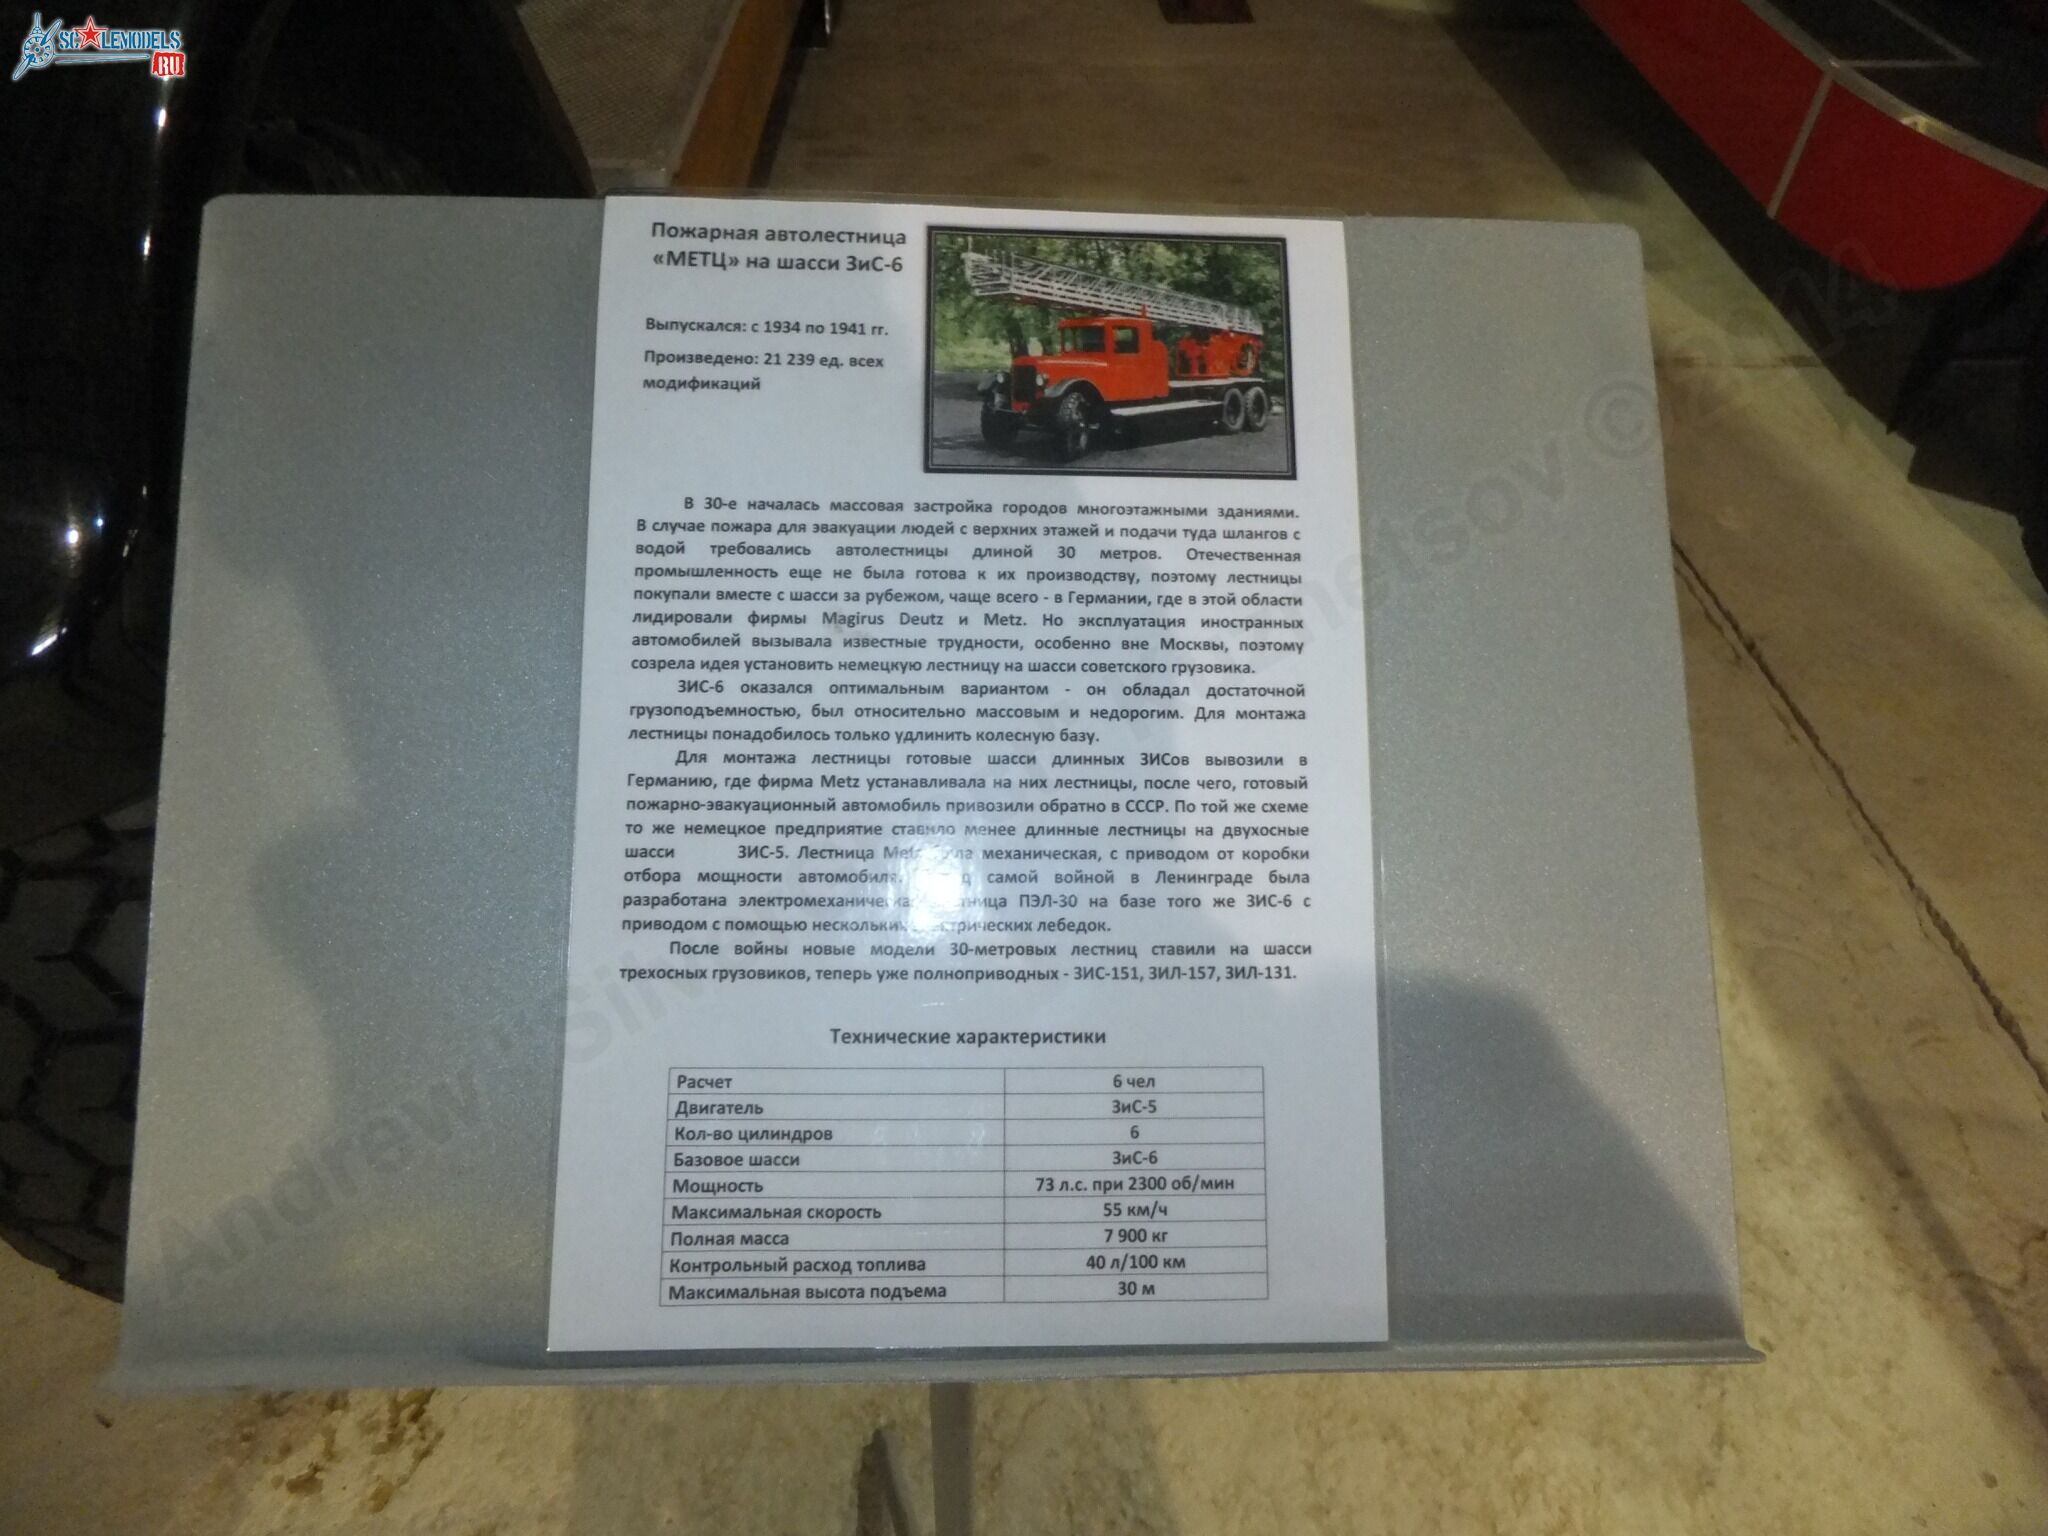 SCALEMODELS
RU
Пожарная автолестница
«МЕТЦ» на шасси ЗиС-6
Выпускался: с 1934 по 1941 гг.
Произведено: 21 239 ед. всех
модификаций
В 30-е началась массовая застройка городов многоэтажными зданиями.
В случае пожара для эвакуации людей с верхних этажей и подачи туда шлангов с
водой требовались автолестницы длиной 30 метров. Отечественная
промышленность еще не была готова к их производству, поэтому лестницы
покупали вместе с шасси за рубежом, чаще всего - в Германии, где в этой области
лидировали фирмы Magirus Deutz и Metz. Но эксплуатация иностранных
автомобилей вызывала известные трудности, особенно вне Москвы, поэтому
созрела идея установить немецкую лестницу на шасси советского грузовика.
ЗИС-6 оказался оптимальным вариантом - он обладал достаточной
грузоподъемностью, был относительно массовым и недорогим. Для монтажа
лестницы понадобилось только удлинить колесную базу.
Для монтажа лестницы готовые шасси длинных ЗИСов вывозили в
Германию, где фирма Metz устанавливала на них лестницы, после чего, готовый
пожарно-эвакуационный автомобиль привозили обратно в СССР. По той же схеме
то же немецкое предприятие ставило менее длинные лестницы на двухосные
шасси ЗИС-5. Лестница Metz механическая, с приводом от коробки
отбора мощности автомобиля. самой войной в Ленинграде была
разработана ПЭЛ-30 на базе того же ЗИС-6 с
приводом с помощью лебедок.
После войны новые модели 30-метровых лестниц ставили на шасси
трехосных грузовиков, теперь уже полноприводных - ЗИС-151, ЗИЛ-157, ЗИЛ-131.
Технические характеристики
Расчет 6 чел
Двигатель ЗиС-5
Кол-во цилиндров 6
Базовое шасси ЗиС-6
Мощность 73 л.с. при 2300 об/мин
Максимальная скорость 55 км/ч
Полная масса 7 900 кг
Контрольный расход топлива 40 л/100 км
Максимальная высота подъема 30 м